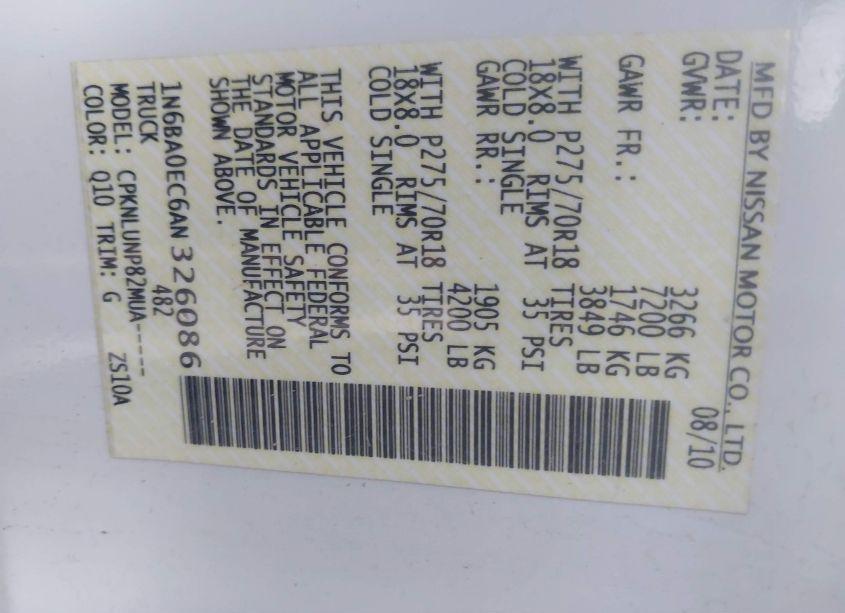 MFD BY NISSAN MOTOR CO., LTD.
DATE: 08/10
GVWR: 3266 KG
7200 LB
GAWR FR.: 1746 KG
3849 LB
WITH P275/70R18 TIRES
18X8.0 RIMS AT 35 PSI
COLD SINGLE
GAWR RR.: 1905 KG
4200 LB
WITH P275/70R18 TIRES
18X8.0 RIMS AT 35 PSI
COLD SINGLE
THIS VEHICLE CONFORMS TO
ALL APPLICABLE FEDERAL
MOTOR VEHICLE SAFETY
STANDARDS IN EFFECT ON
THE DATE OF MANUFACTURE
SHOWN ABOVE.
1N6BA0EC6AN326086
TRUCK 482
MODEL: CPKNLUNP82MUA-----
COLOR: Q10 TRIM: G ZS10A